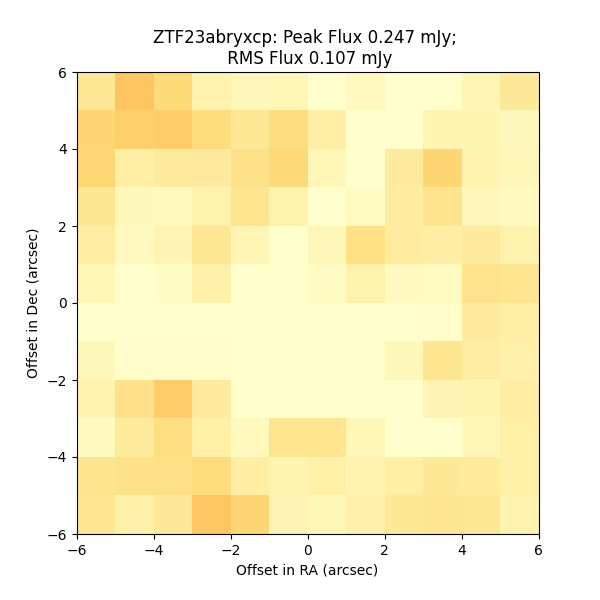 ZTF23abryxcp: Peak Flux 0.247 mJy;
RMS Flux 0.107 mJy
6
4
2
0
−2
−4
−6
Offset in Dec (arcsec)
−6 −4 −2 0 2 4 6
Offset in RA (arcsec)